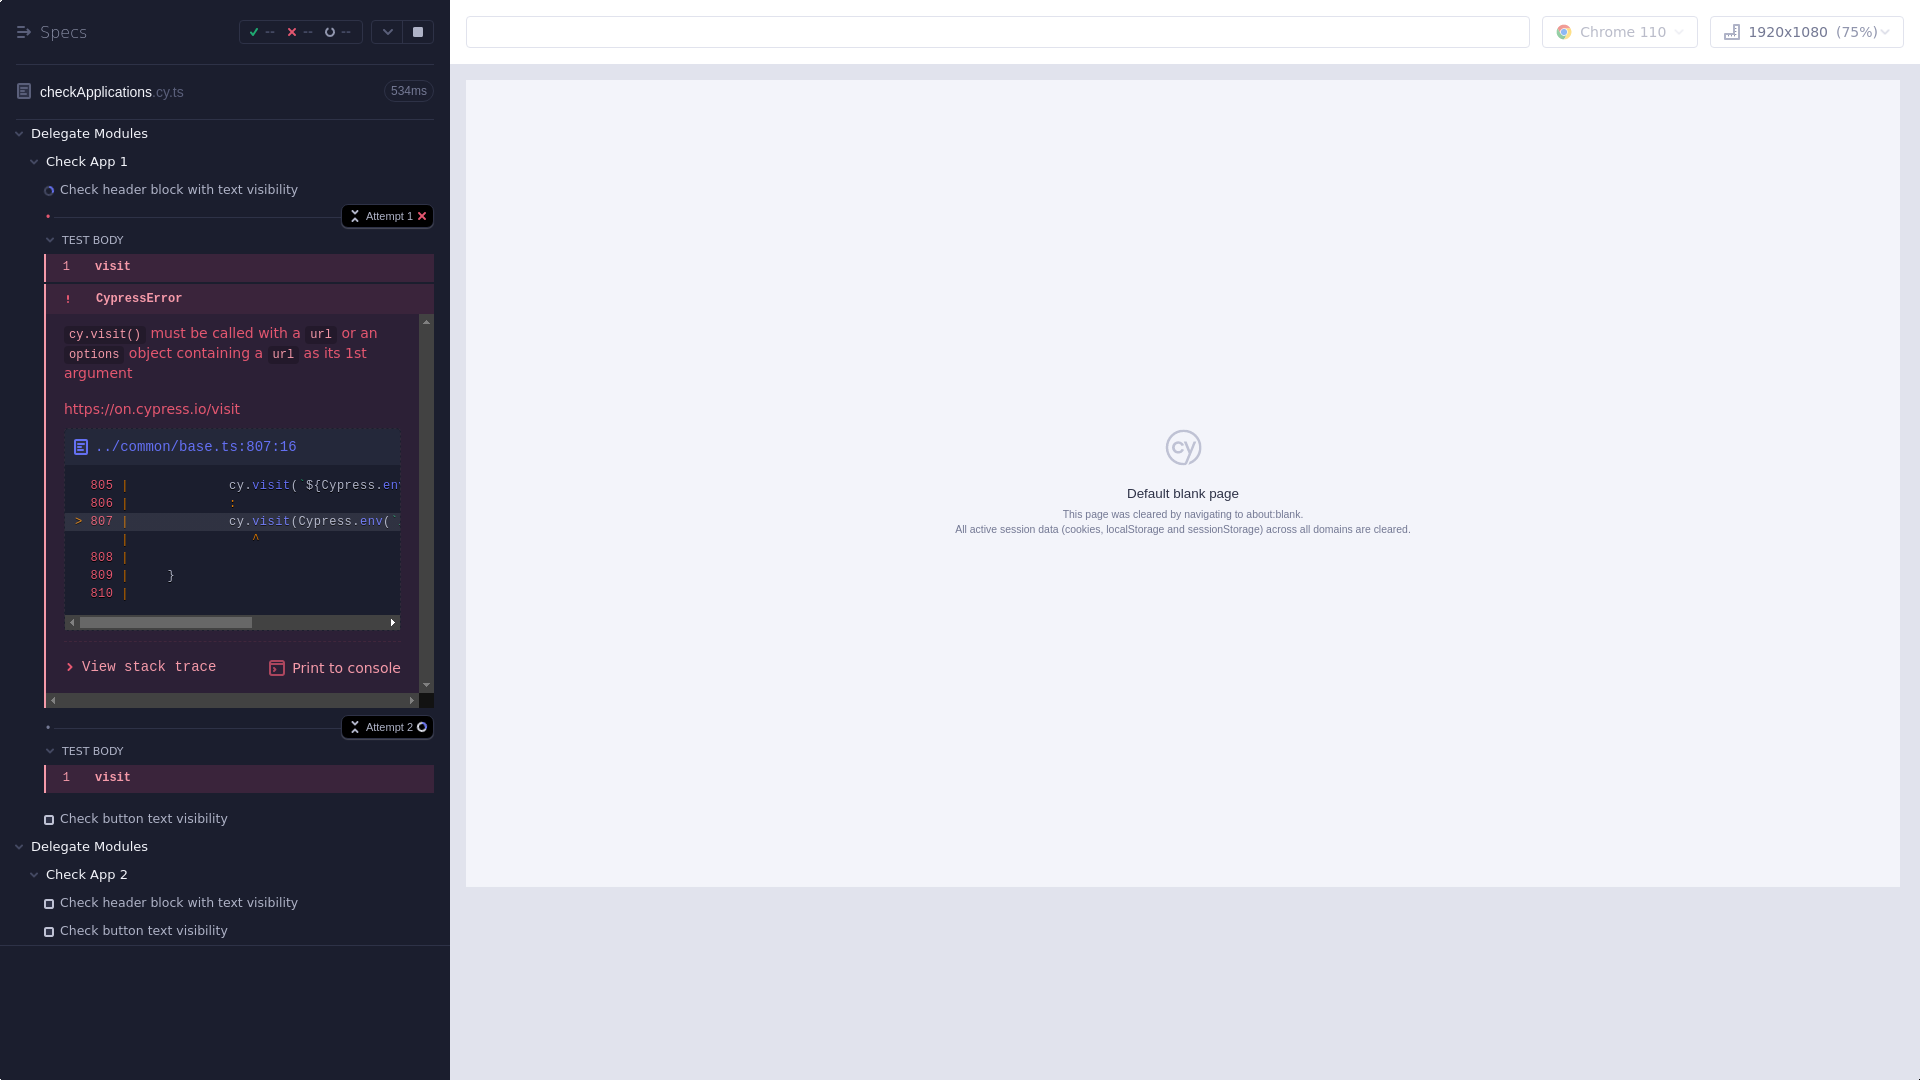 Specs -- -- --
checkApplications.cy.ts 534ms
Delegate Modules
Check App 1
Check header block with text visibility
Attempt 1
TEST BODY
1 visit
! CypressError
cy.visit() must be called with a url or an
options object containing a url as its 1st
argument
https://on.cypress.io/visit
../common/base.ts:807:16
805 | cy.visit(`${Cypress.en
806 | :
> 807 | cy.visit(Cypress.env(`
| ^
808 |
809 | }
810 |
View stack trace Print to console
Attempt 2
TEST BODY
1 visit
Check button text visibility
Delegate Modules
Check App 2
Check header block with text visibility
Check button text visibility
Chrome 110
1920x1080 (75%)
cy
Default blank page
This page was cleared by navigating to about:blank.
All active session data (cookies, localStorage and sessionStorage) across all domains are cleared.